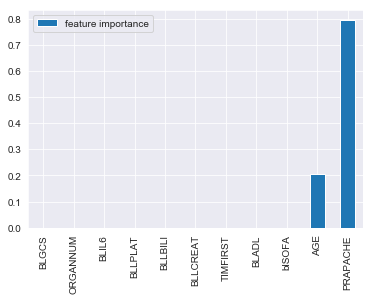 feature importance
0.8
0.7
0.6
0.5
0.4
0.3
0.2
0.1
0.0
BLGCS
ORGANNUM
BLIL6
BLLPLAT
BLLBILI
BLLCREAT
TIMFIRST
BLADL
blSOFA
AGE
PRAPACHE